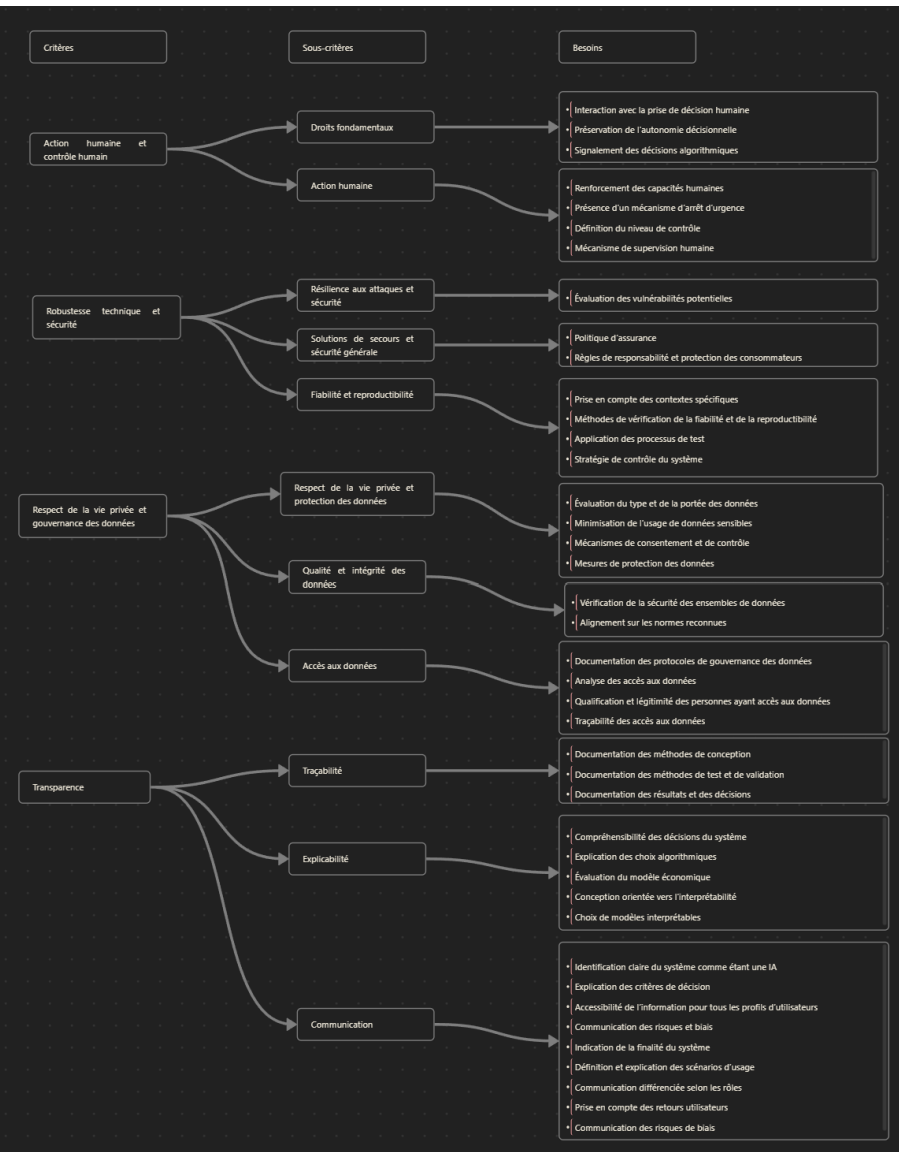 Critères
Sous-critères
Besoins
Action humaine et
contrôle humain
Droits fondamentaux
• Interaction avec la prise de décision humaine
• Préservation de l'autonomie décisionnelle
• Signalement des décisions algorithmiques
Action humaine
• Renforcement des capacités humaines
• Présence d'un mécanisme d'arrêt d'urgence
• Définition du niveau de contrôle
• Mécanisme de supervision humaine
Robustesse technique et
sécurité
Résilience aux attaques et
sécurité
• Évaluation des vulnérabilités potentielles
Solutions de secours et
sécurité générale
• Politique d'assurance
• Règles de responsabilité et protection des consommateurs
Fiabilité et reproductibilité
• Prise en compte des contextes spécifiques
• Méthodes de vérification de la fiabilité et de la reproductibilité
• Application des processus de test
• Stratégie de contrôle du système
Respect de la vie privée et
gouvernance des données
Respect de la vie privée et
protection des données
• Évaluation du type et de la portée des données
• Minimisation de l'usage de données sensibles
• Mécanismes de consentement et de contrôle
• Mesures de protection des données
Qualité et intégrité des
données
• Vérification de la sécurité des ensembles de données
• Alignement sur les normes reconnues
Accès aux données
• Documentation des protocoles de gouvernance des données
• Analyse des accès aux données
• Qualification et légitimité des personnes ayant accès aux données
• Traçabilité des accès aux données
Transparence
Traçabilité
• Documentation des méthodes de conception
• Documentation des méthodes de test et de validation
• Documentation des résultats et des décisions
Explicabilité
• Compréhensibilité des décisions du système
• Explication des choix algorithmiques
• Évaluation du modèle économique
• Conception orientée vers l'interprétabilité
• Choix de modèles interprétables
Communication
• Identification claire du système comme étant une IA
• Explication des critères de décision
• Accessibilité de l'information pour tous les profils d'utilisateurs
• Communication des risques et biais
• Indication de la finalité du système
• Définition et explication des scénarios d'usage
• Communication différenciée selon les rôles
• Prise en compte des retours utilisateurs
• Communication des risques de biais